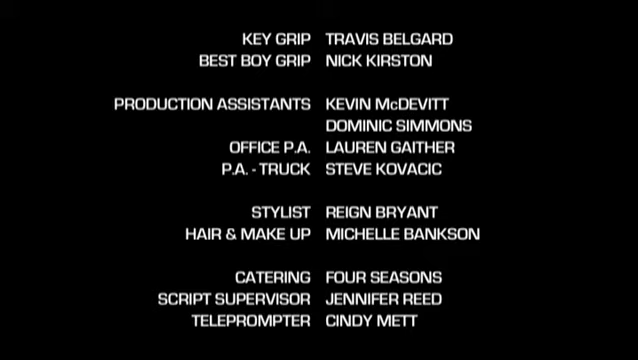 KEY GRIP TRAVIS BELGARD
BEST BOY GRIP NICK KIRSTON
PRODUCTION ASSISTANTS KEVIN McDEVITT
DOMINIC SIMMONS
OFFICE P.A. LAUREN GAITHER
P.A. - TRUCK STEVE KOVACIC
STYLIST REIGN BRYANT
HAIR & MAKE UP MICHELLE BANKSON
CATERING FOUR SEASONS
SCRIPT SUPERVISOR JENNIFER REED
TELEPROMPTER CINDY METT